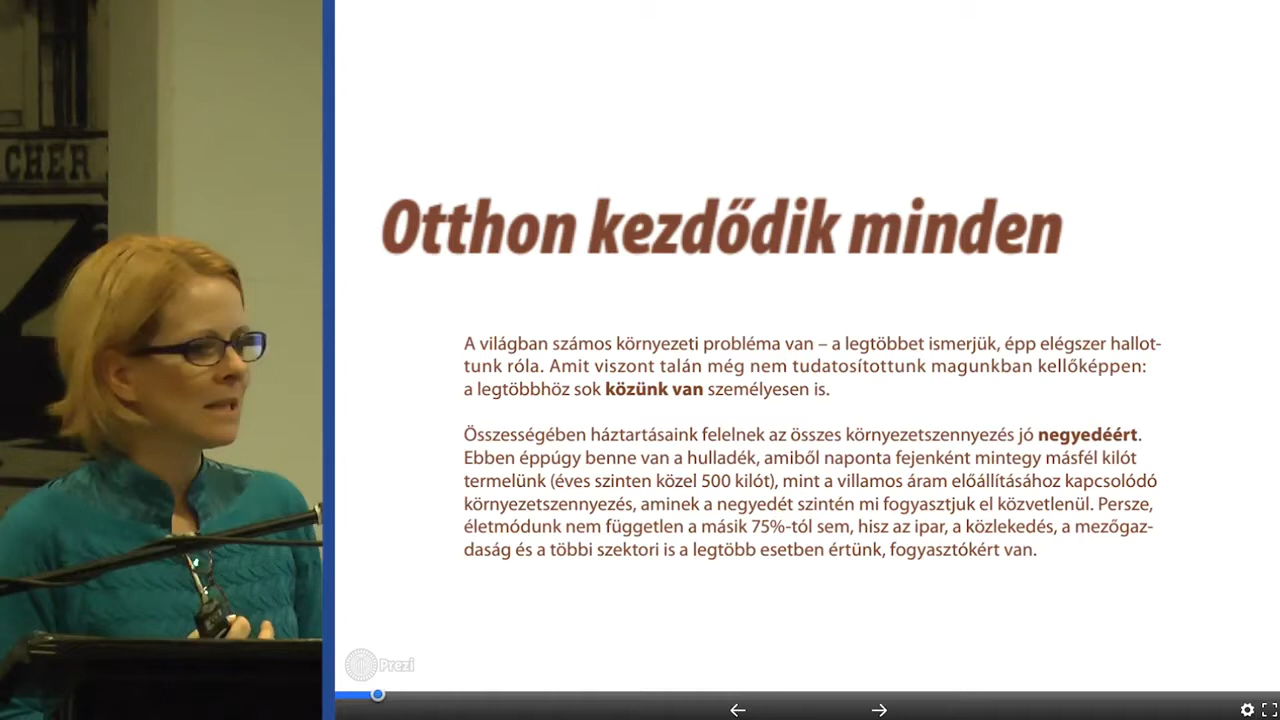 CHER
Otthon kezdődik minden
A világban számos környezeti probléma van – a legtöbbet ismerjük, épp elégszer hallot-
tunk róla. Amit viszont talán még nem tudatosítottunk magunkban kellőképpen:
a legtöbbhöz sok közünk van személyesen is.
Összességében háztartásaink felelnek az összes környezetszennyezés jó negyedéért.
Ebben éppúgy benne van a hulladék, amiből naponta fejenként mintegy másfél kilót
termelünk (éves szinten közel 500 kilót), mint a villamos áram előállításához kapcsolódó
környezetszennyezés, aminek a negyedét szintén mi fogyasztjuk el közvetlenül. Persze,
életmódunk nem független a másik 75%-tól sem, hisz az ipar, a közlekedés, a mezőgaz-
daság és a többi szektori is a legtöbb esetben értünk, fogyasztókért van.
Prezi